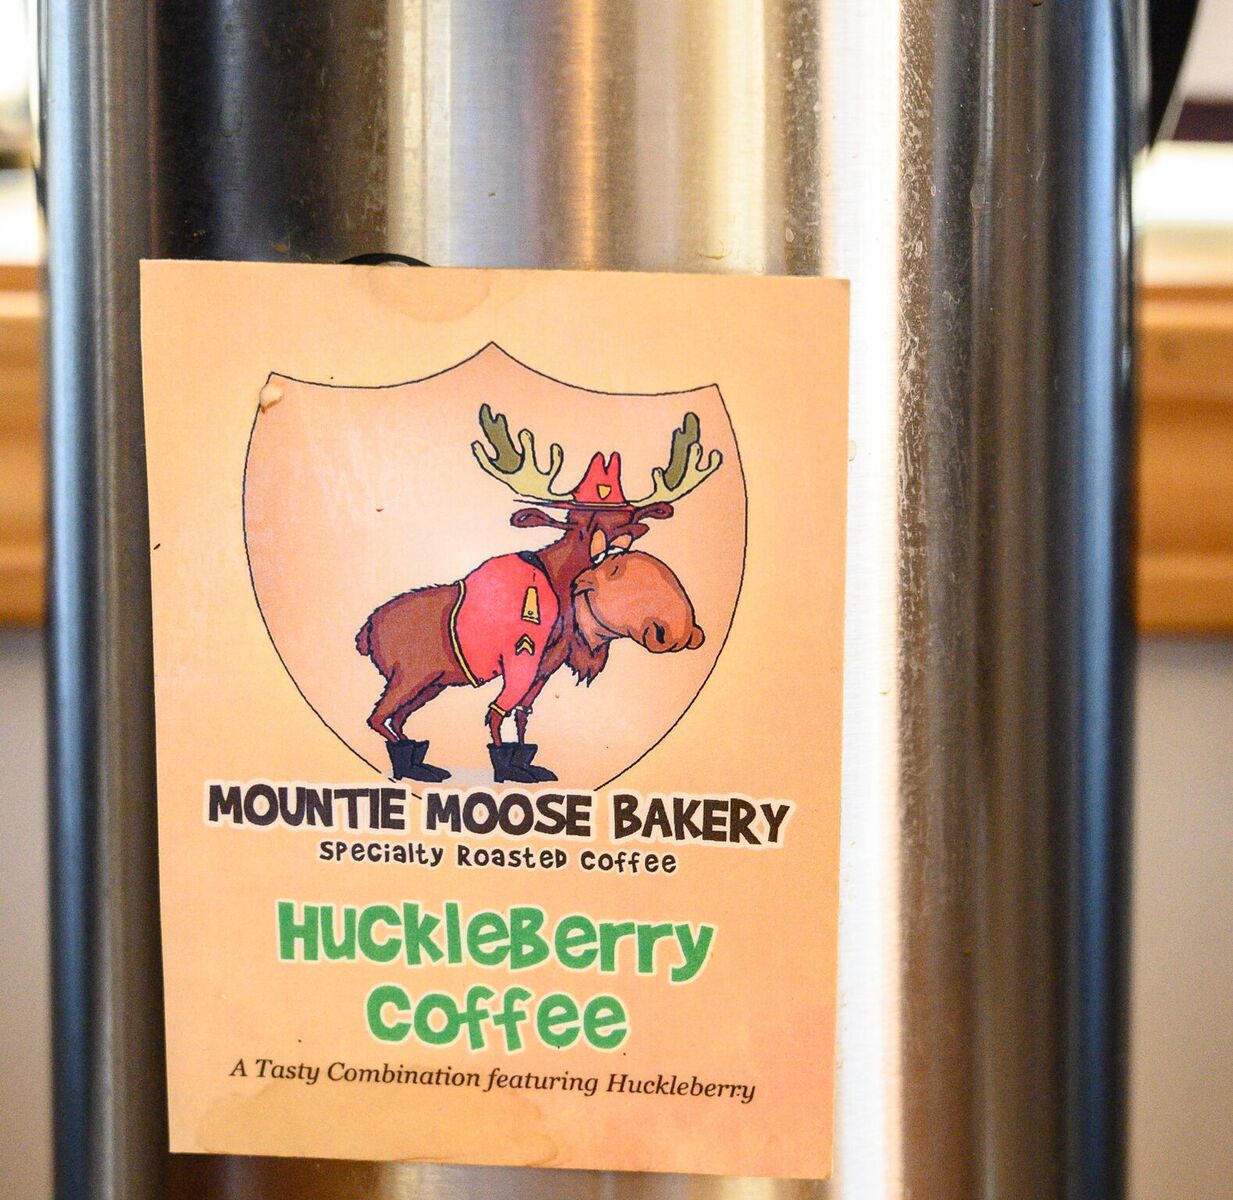 MOUNTIE MOOSE BAKERY
Specialty Roasted Coffee
HuckleBerry
Coffee
A Tasty Combination featuring Huckleberry